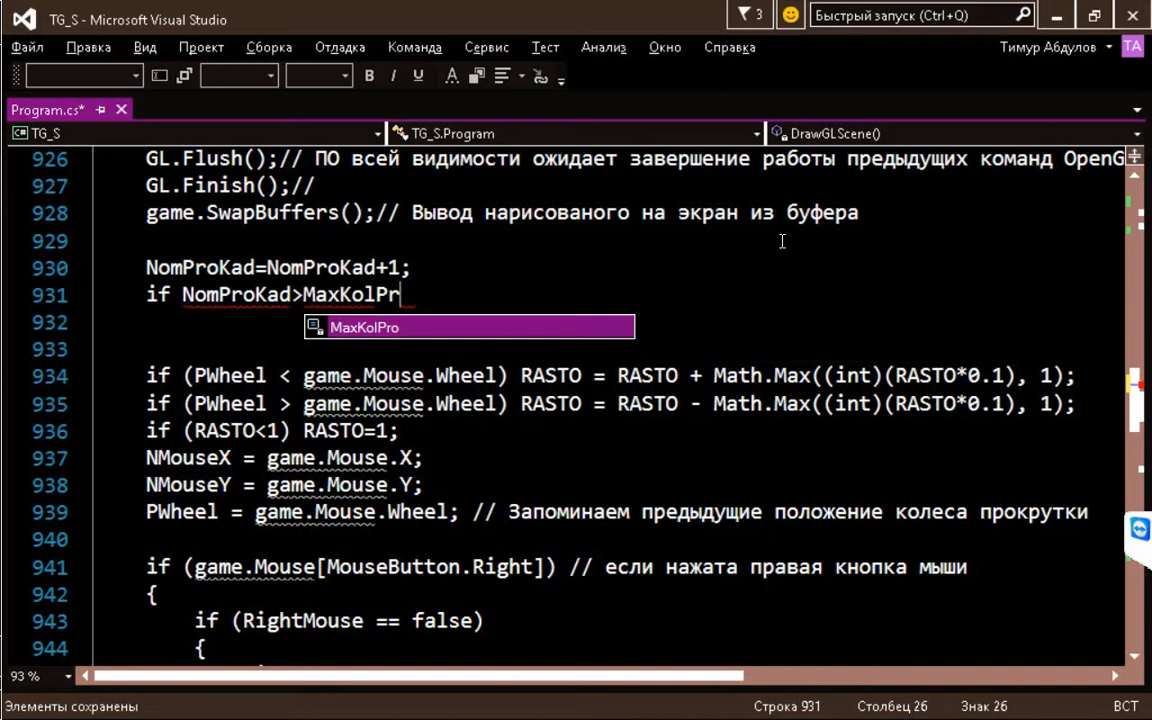 TG_S - Microsoft Visual Studio
3
Быстрый запуск (Ctrl+Q)
Файл Правка Вид Проект Сборка Отладка Команда Сервис Тест Анализ Окно Справка
Тимур Абдулов
TA
B I U A
Program.cs*
TG_S
TG_S.Program
DrawGLScene()
926 GL.Flush();// ПО всей видимости ожидает завершение работы предыдущих команд OpenG
927 GL.Finish();//
928 game.SwapBuffers();// Вывод нарисованого на экран из буфера
929
930 NomProKad=NomProKad+1;
931 if NomProKad>MaxKolPr
MaxKolPro
932
933
934 if (PWheel < game.Mouse.Wheel) RASTO = RASTO + Math.Max((int)(RASTO*0.1), 1);
935 if (PWheel > game.Mouse.Wheel) RASTO = RASTO - Math.Max((int)(RASTO*0.1), 1);
936 if (RASTO<1) RASTO=1;
937 NMouseX = game.Mouse.X;
938 NMouseY = game.Mouse.Y;
939 PWheel = game.Mouse.Wheel; // Запоминаем предыдущие положение колеса прокрутки
940
941 if (game.Mouse[MouseButton.Right]) // если нажата правая кнопка мыши
942 {
943 if (RightMouse == false)
944 {
93 %
Элементы сохранены
Строка 931 Столбец 26 Знак 26 ВСТ